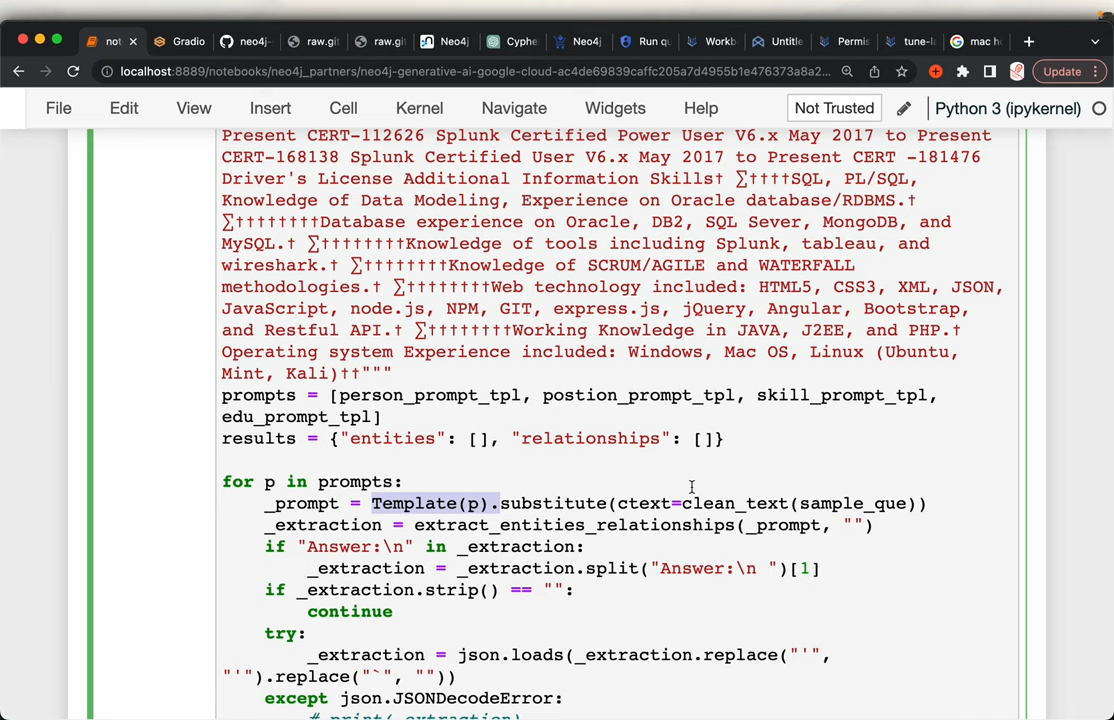 not
Gradio
neo4j-
raw.git
raw.git
Neo4j
Cyphe
Neo4j
Run qu
Workb
Untitle
Permis
tune-l
mac h
localhost:8889/notebooks/neo4j_partners/neo4j-generative-ai-google-cloud-ac4de69839caffc205a7d4955b1e476373a8a2...
Update
File Edit View Insert Cell Kernel Navigate Widgets Help Not Trusted Python 3 (ipykernel)
Present CERT-112626 Splunk Certified Power User V6.x May 2017 to Present
CERT-168138 Splunk Certified User V6.x May 2017 to Present CERT -181476
Driver's License Additional Information Skills† ∑††††SQL, PL/SQL,
Knowledge of Data Modeling, Experience on Oracle database/RDBMS.†
∑††††††††Database experience on Oracle, DB2, SQL Sever, MongoDB, and
MySQL.† ∑††††††††Knowledge of tools including Splunk, tableau, and
wireshark.† ∑††††††††Knowledge of SCRUM/AGILE and WATERFALL
methodologies.† ∑††††††††Web technology included: HTML5, CSS3, XML, JSON,
JavaScript, node.js, NPM, GIT, express.js, jQuery, Angular, Bootstrap,
and Restful API.† ∑††††††††Working Knowledge in JAVA, J2EE, and PHP.†
Operating system Experience included: Windows, Mac OS, Linux (Ubuntu,
Mint, Kali)††"""
prompts = [person_prompt_tpl, postion_prompt_tpl, skill_prompt_tpl,
edu_prompt_tpl]
results = {"entities": [], "relationships": []}
for p in prompts:
_prompt = Template(p).substitute(ctext=clean_text(sample_que))
_extraction = extract_entities_relationships(_prompt, "")
if "Answer:\n" in _extraction:
_extraction = _extraction.split("Answer:\n ")[1]
if _extraction.strip() == "":
continue
try:
_extraction = json.loads(_extraction.replace("'",
"'").replace("`", ""))
except json.JSONDecodeError:
# print(_extraction)